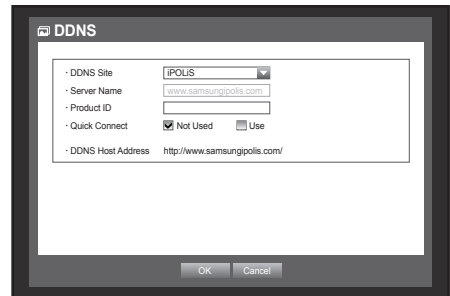 DDNS
· DDNS Site iPOLiS
· Server Name www.samsungipolis.com
· Product ID
· Quick Connect Not Used Use
· DDNS Host Address http://www.samsungipolis.com/
OK Cancel